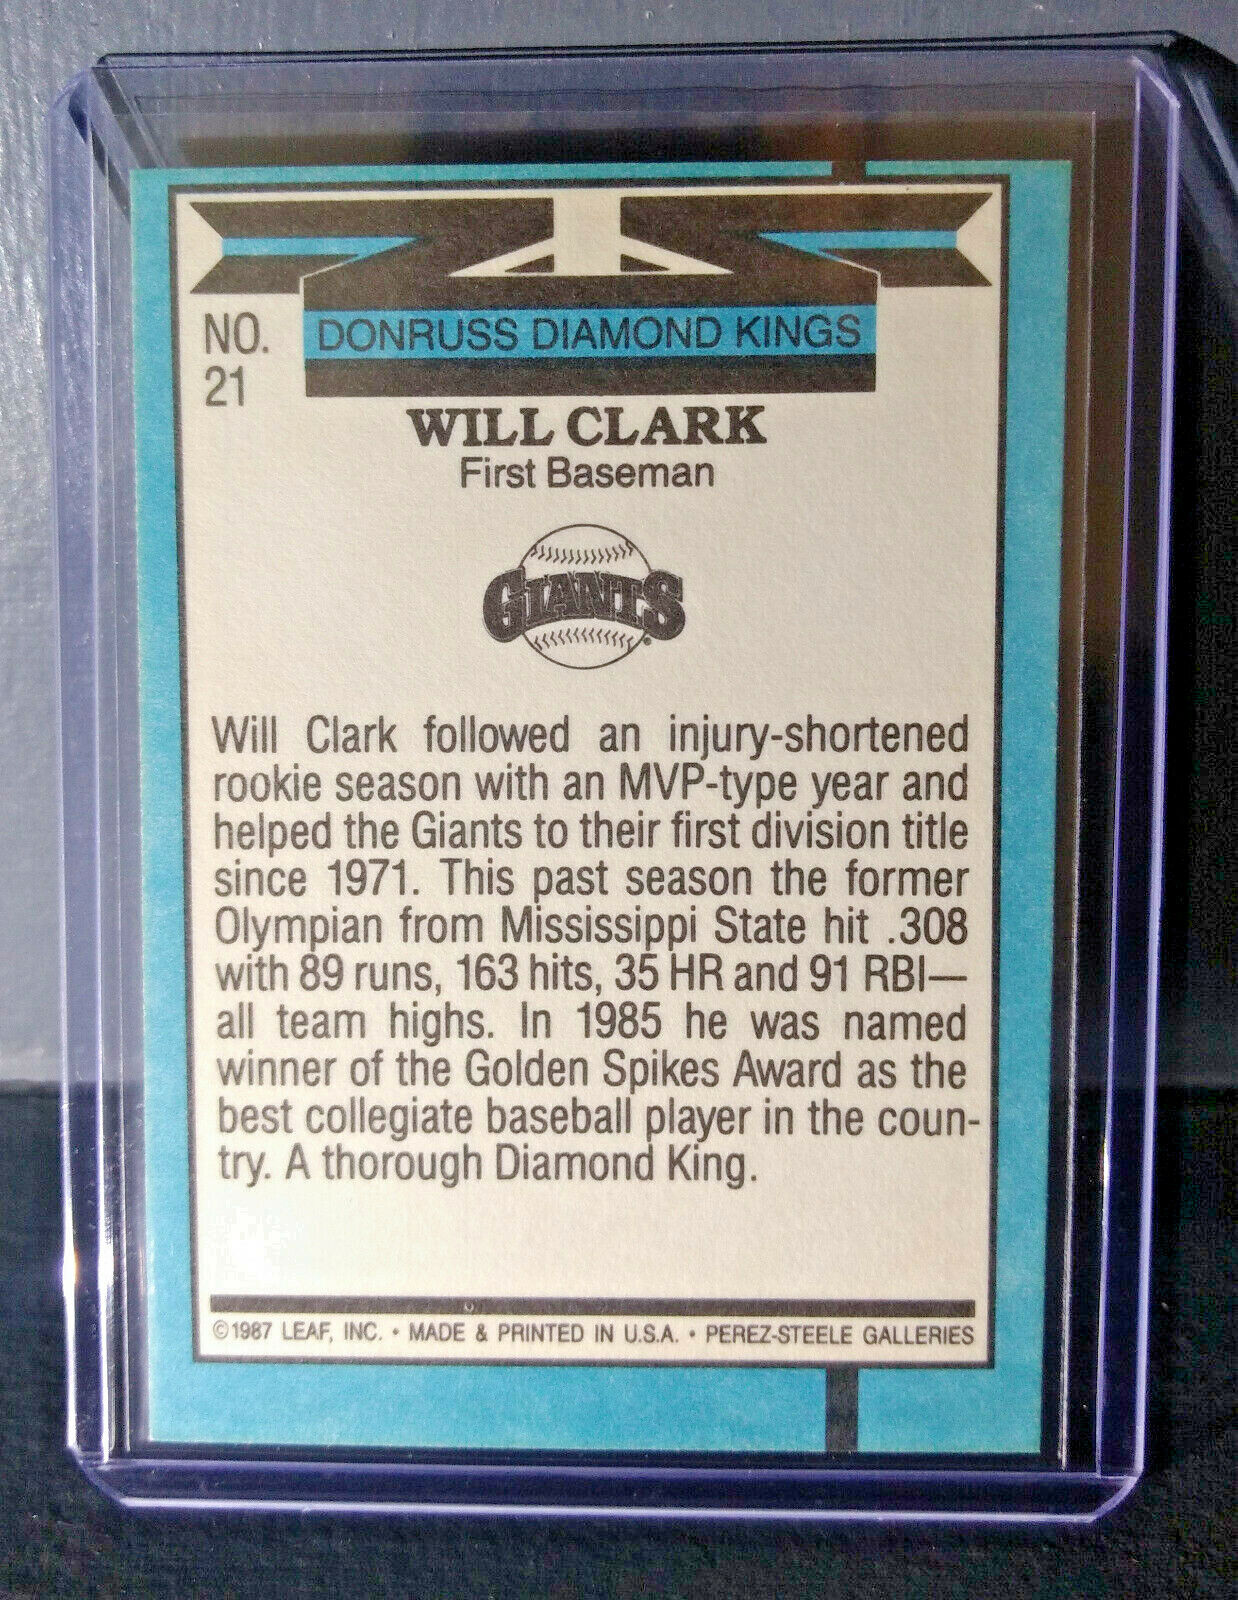 NO.
21
DONRUSS DIAMOND KINGS
WILL CLARK
First Baseman
GIANTS
Will Clark followed an injury-shortened
rookie season with an MVP-type year and
helped the Giants to their first division title
since 1971. This past season the former
Olympian from Mississippi State hit .308
with 89 runs, 163 hits, 35 HR and 91 RBI—
all team highs. In 1985 he was named
winner of the Golden Spikes Award as the
best collegiate baseball player in the coun-
try. A thorough Diamond King.
©1987 LEAF, INC. • MADE & PRINTED IN U.S.A. • PEREZ-STEELE GALLERIES